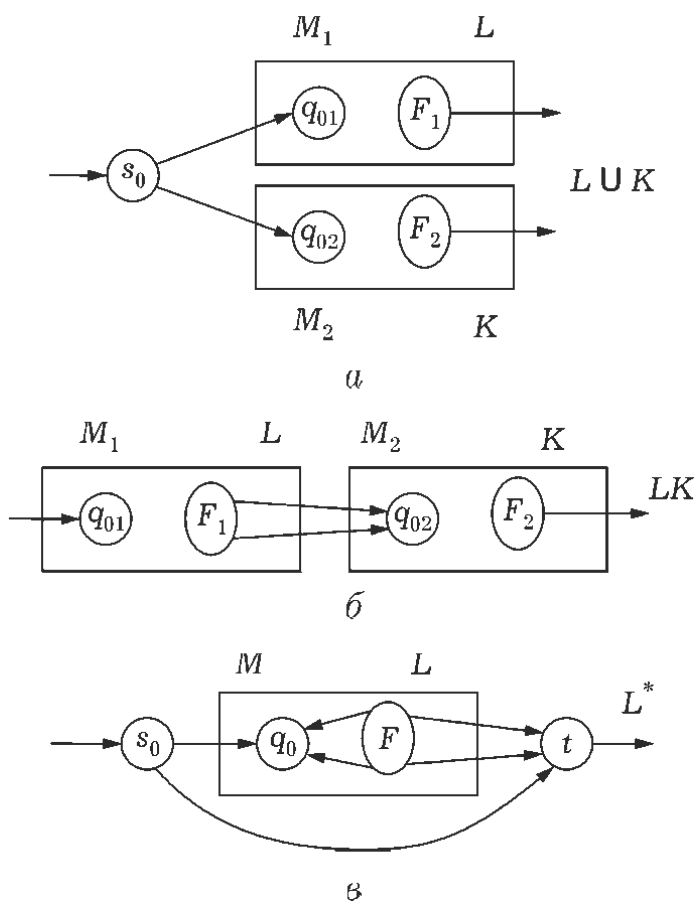 M₁ L
q₀₁ F₁
s₀
L ∪ K
q₀₂ F₂
M₂ K
а
M₁ L M₂ K
q₀₁ F₁ q₀₂ F₂ LK
б
M L
L*
s₀ q₀ F t
в